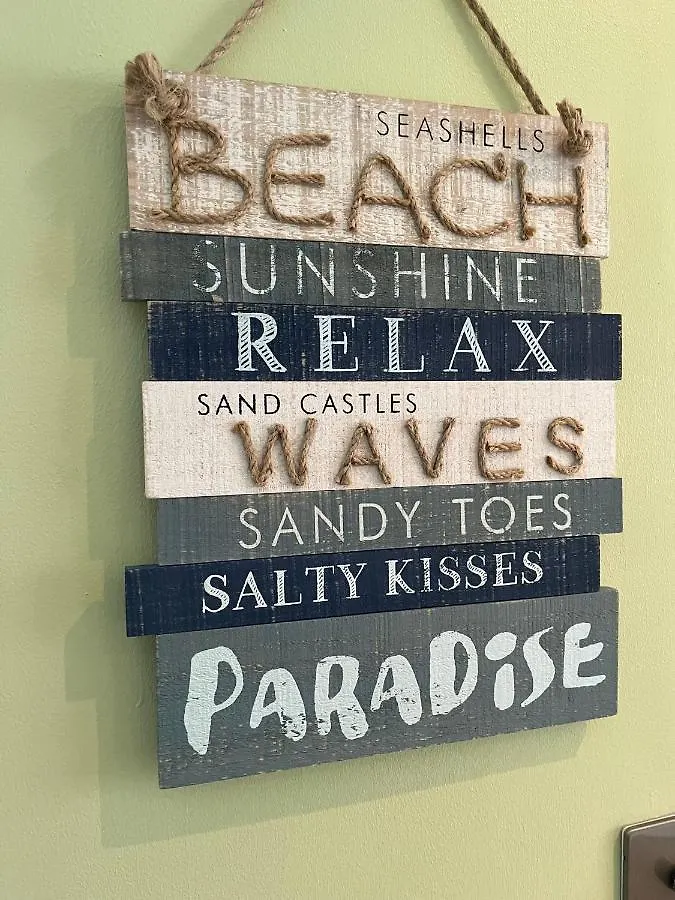 SEASHELLS
BEACH
SUNSHINE
RELAX
SAND CASTLES
WAVES
SANDY TOES
SALTY KISSES
PARADiSE